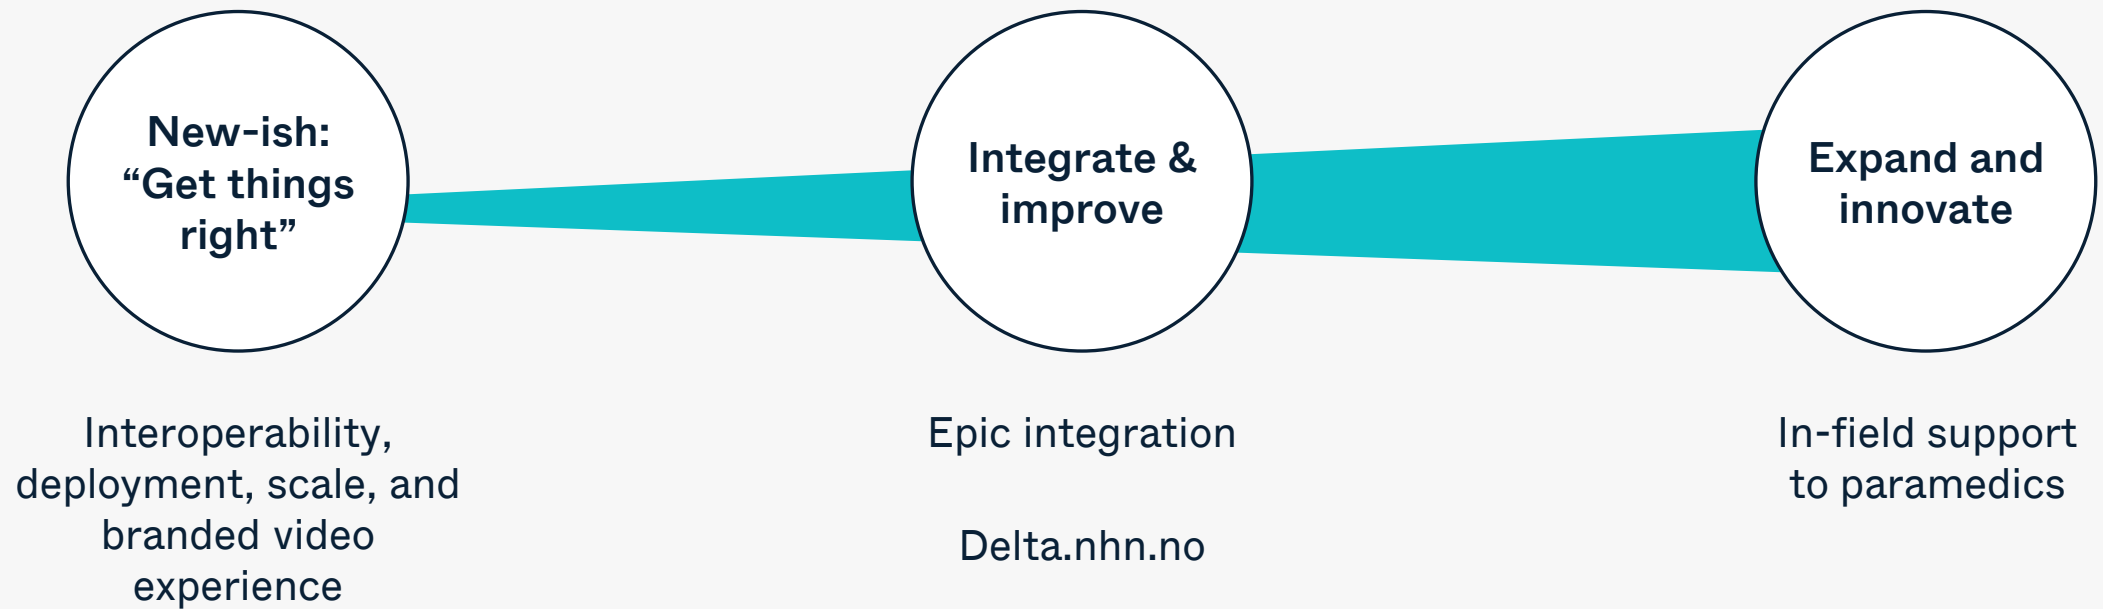 New-ish:
“Get things
right”
Interoperability,
deployment, scale, and
branded video
experience
Integrate &
improve
Epic integration
Delta.nhn.no
Expand and
innovate
In-field support
to paramedics